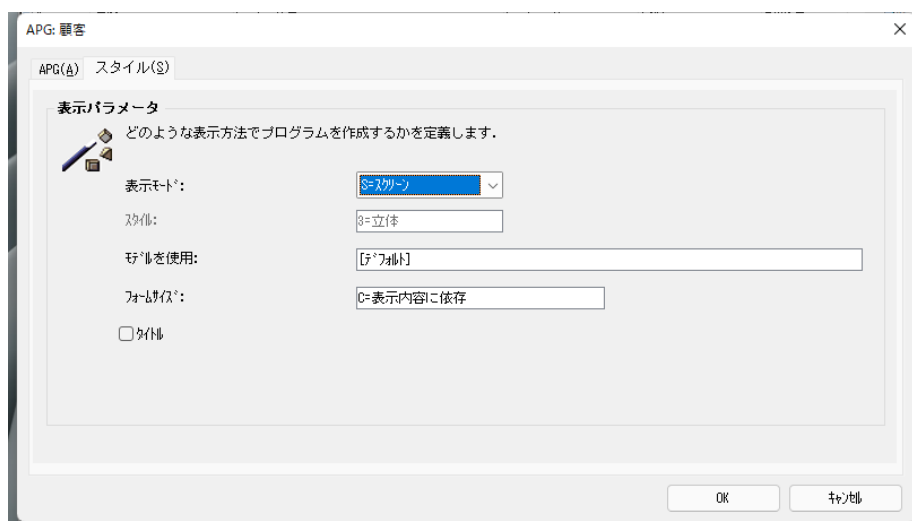 APG: 顧客
APG(A) スタイル(S)
表示パラメータ
どのような表示方法でプログラムを作成するかを定義します.
表示ﾓｰﾄﾞ: S=ｽｸﾘｰﾝ
ｽﾀｲﾙ: 3=立体
ﾓﾃﾞﾙを使用: [ﾃﾞﾌｫﾙﾄ]
ﾌｫｰﾑｻｲｽﾞ: C=表示内容に依存
ﾀｲﾄﾙ
OK ｷｬﾝｾﾙ